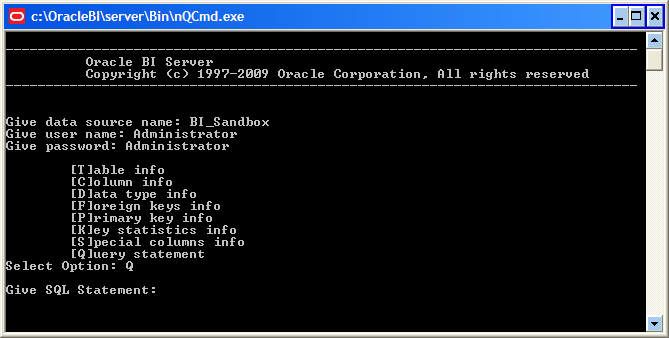 c:\OracleBI\server\Bin\nQCmd.exe
-------------------------------------------------------------------------------
Oracle BI Server
Copyright (c) 1997-2009 Oracle Corporation, All rights reserved
-------------------------------------------------------------------------------
Give data source name: BI_Sandbox
Give user name: Administrator
Give password: Administrator
[T]able info
[C]olumn info
[D]ata type info
[F]oreign keys info
[P]rimary key info
[K]ey statistics info
[S]pecial columns info
[Q]uery statement
Select Option: Q
Give SQL Statement: